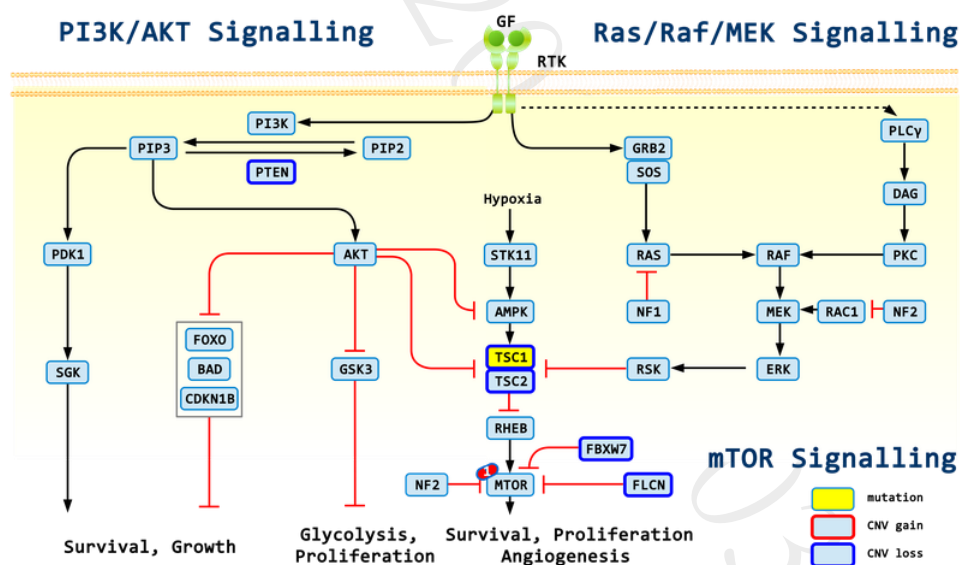 PI3K/AKT Signalling
GF
Ras/Raf/MEK Signalling
RTK
PI3K
PLCγ
PIP3
PIP2
GRB2
PTEN
SOS
DAG
Hypoxia
PDK1
AKT
STK11
RAS
RAF
PKC
AMPK
NF1
MEK
RAC1
NF2
FOXO
TSC1
BAD
TSC2
SGK
GSK3
RSK
ERK
CDKN1B
RHEB
FBXW7
mTOR Signalling
1
NF2
MTOR
FLCN
mutation
CNV gain
CNV loss
Survival, Growth
Glycolysis,
Proliferation
Survival, Proliferation
Angiogenesis